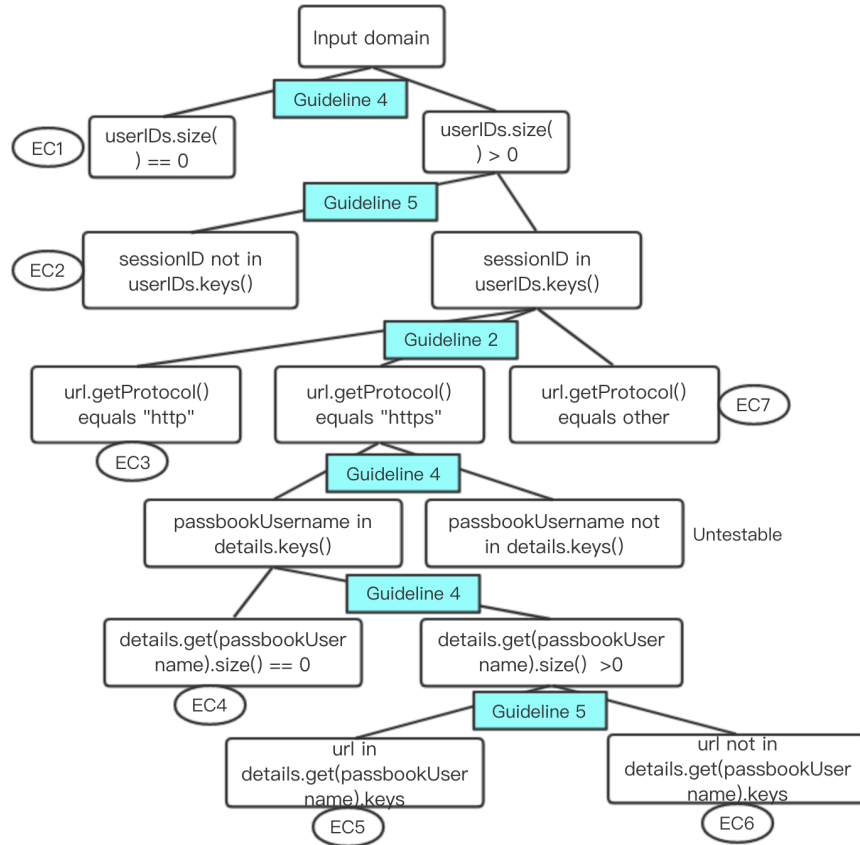 Input domain
Guideline 4
userIDs.size(
) == 0
userIDs.size(
) > 0
EC1
Guideline 5
sessionID not in
userIDs.keys()
sessionID in
userIDs.keys()
EC2
Guideline 2
url.getProtocol()
equals "http"
url.getProtocol()
equals "https"
url.getProtocol()
equals other
EC7
EC3
Guideline 4
passbookUsername in
details.keys()
passbookUsername not
in details.keys()
Untestable
Guideline 4
details.get(passbookUser
name).size() == 0
details.get(passbookUser
name).size()  >0
EC4
Guideline 5
url in
details.get(passbookUser
name).keys
url not in
details.get(passbookUser
name).keys
EC5
EC6